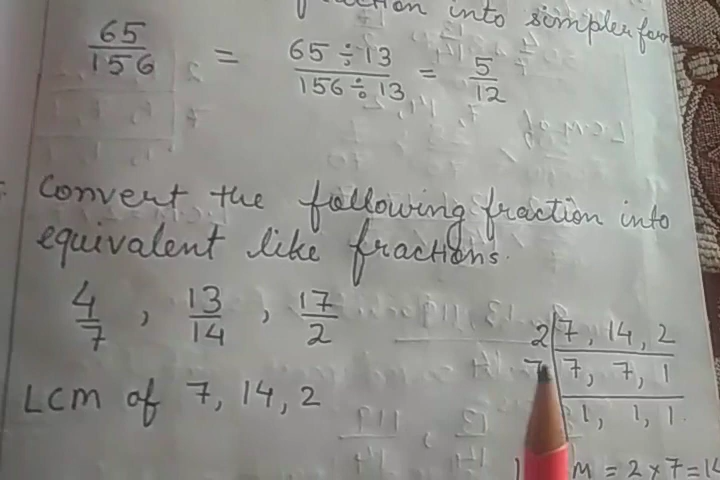 into simpler
65/156 = 65 ÷ 13/156 ÷ 13 = 5/12
Convert the following fraction into
equivalent like fractions.
4/7 , 13/14 , 17/2
LCM of 7, 14, 2
2 | 7, 14, 2
7 | 7, 7, 1
1, 1, 1
M = 2 × 7 = 14